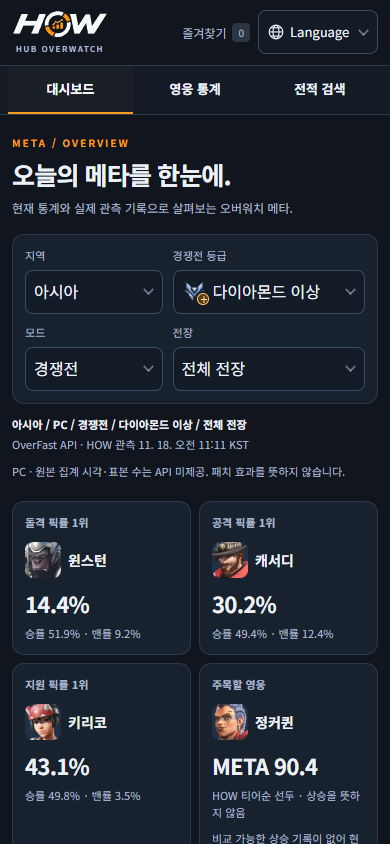 HOW
HUB OVERWATCH
즐겨찾기 0
Language
대시보드 영웅 통계 전적 검색
META / OVERVIEW
오늘의 메타를 한눈에.
현재 통계와 실제 관측 기록으로 살펴보는 오버워치 메타.
지역 경쟁전 등급
아시아 다이아몬드 이상
모드 전장
경쟁전 전체 전장
아시아 / PC / 경쟁전 / 다이아몬드 이상 / 전체 전장
OverFast API · HOW 관측 11. 18. 오전 11:11 KST
PC · 원본 집계 시각·표본 수는 API 미제공. 패치 효과를 뜻하지 않습니다.
돌격 픽률 1위
윈스턴
14.4%
승률 51.9% · 밴률 9.2%
공격 픽률 1위
캐서디
30.2%
승률 49.4% · 밴률 12.4%
지원 픽률 1위
키리코
43.1%
승률 49.8% · 밴률 3.5%
주목할 영웅
정커퀸
META 90.4
HOW 티어순 선두 · 상승을 뜻하
지 않음
비교 가능한 상승 기록이 없어 현